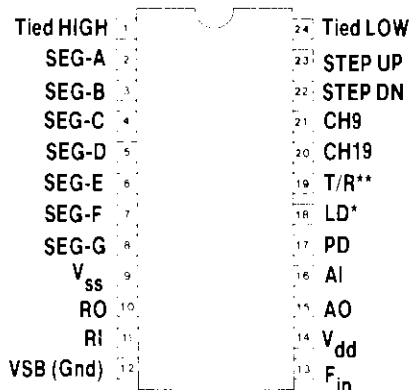 Tied HIGH 1 24 Tied LOW
SEG-A 2 23 STEP UP
SEG-B 3 22 STEP DN
SEG-C 4 21 CH9
SEG-D 5 20 CH19
SEG-E 6 19 T/R**
SEG-F 7 18 LD*
SEG-G 8 17 PD
Vss 9 16 AI
RO 10 15 AO
RI 11 14 Vdd
VSB (Gnd) 12 13 Fin